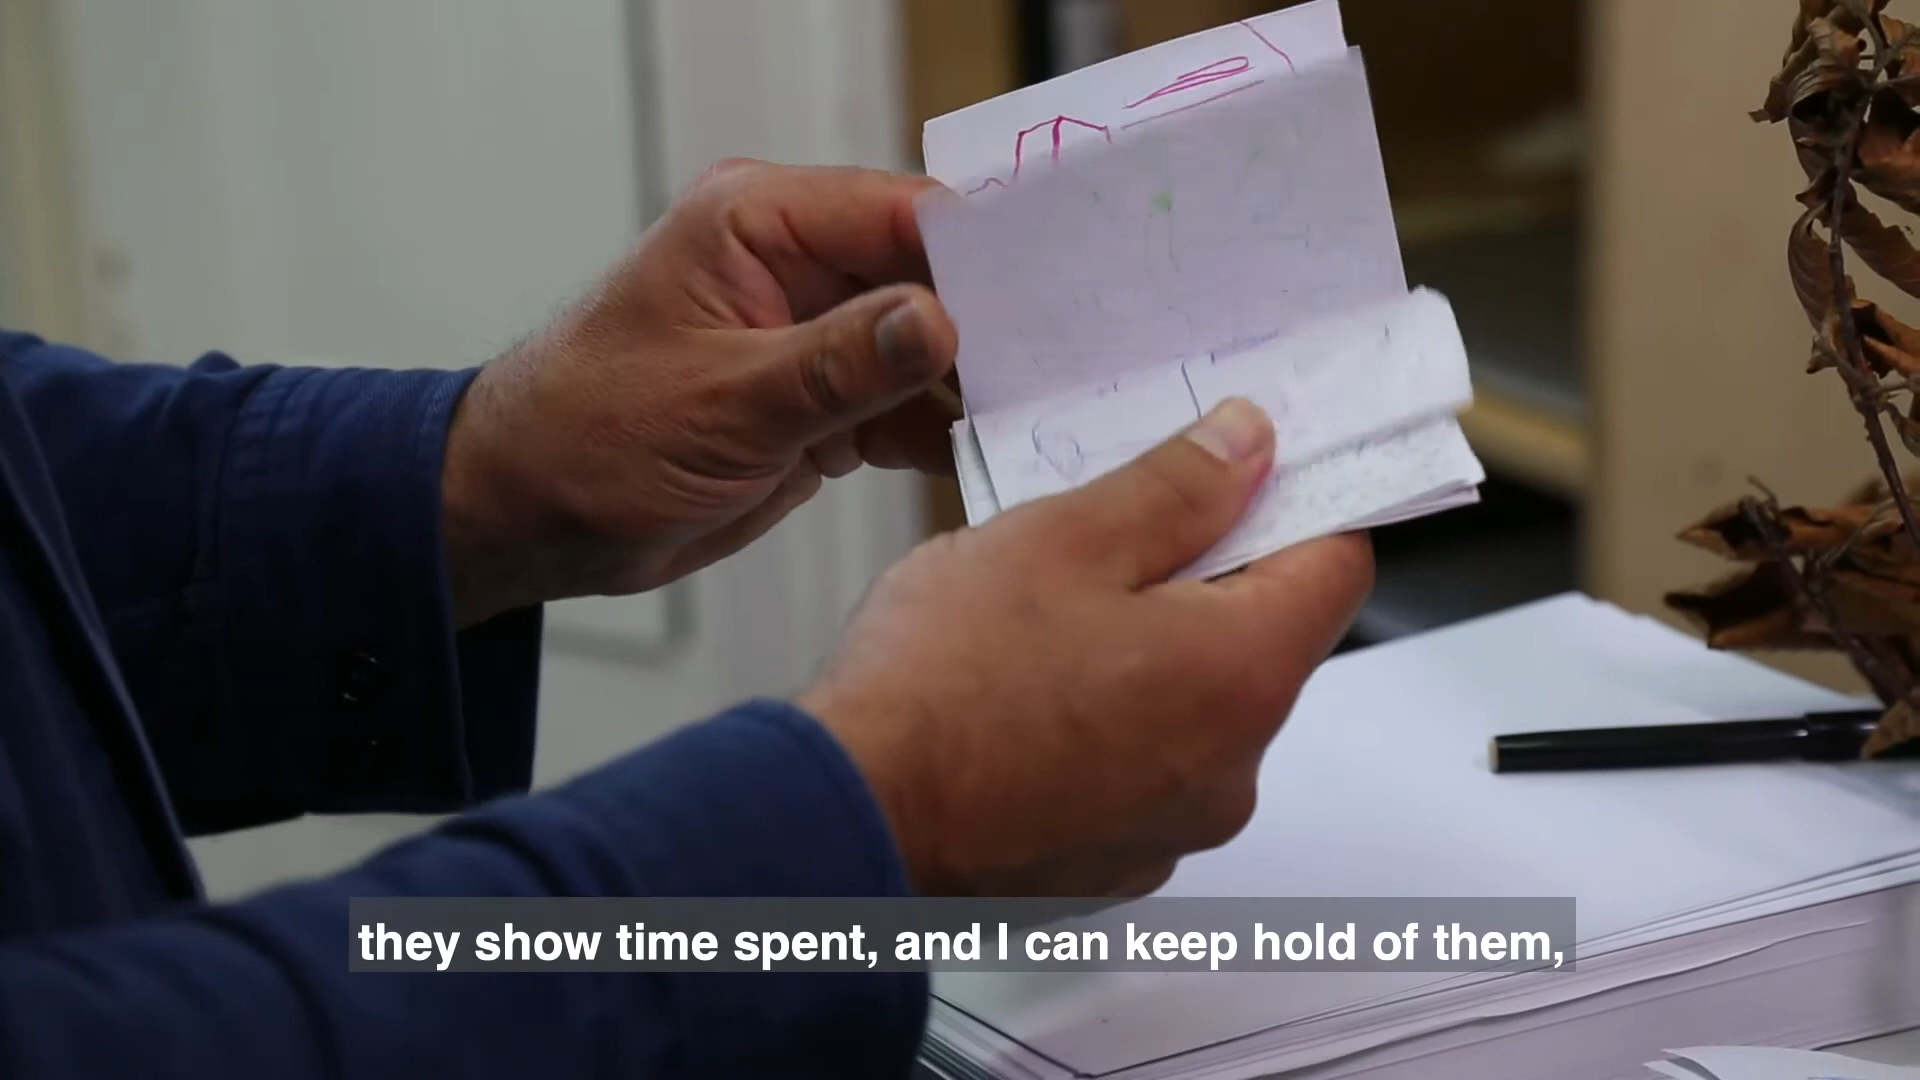 they show time spent, and I can keep hold of them,